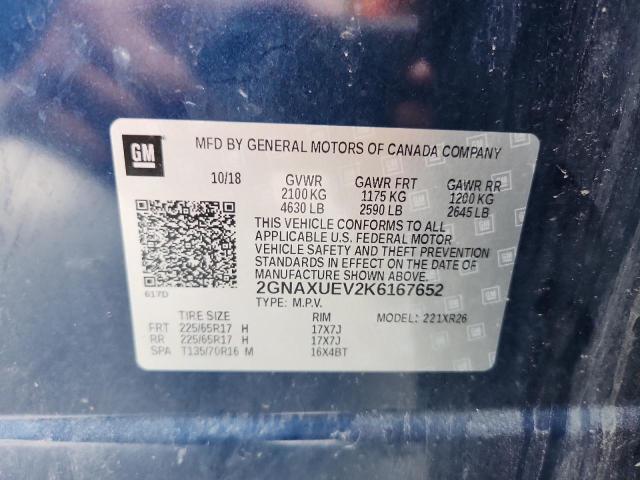 GM
MFD BY GENERAL MOTORS OF CANADA COMPANY
10/18 GVWR GAWR FRT GAWR RR
2100 KG 1175 KG 1200 KG
4630 LB 2590 LB 2645 LB
THIS VEHICLE CONFORMS TO ALL
APPLICABLE U.S. FEDERAL MOTOR
VEHICLE SAFETY AND THEFT PREVENTION
STANDARDS IN EFFECT ON THE DATE OF
MANUFACTURE SHOWN ABOVE.
617D
2GNAXUEV2K6167652
TYPE: M.P.V. MODEL: 221XR26
TIRE SIZE RIM
FRT 225/65R17 H 17X7J
RR 225/65R17 H 17X7J
SPA T135/70R16 M 16X4BT